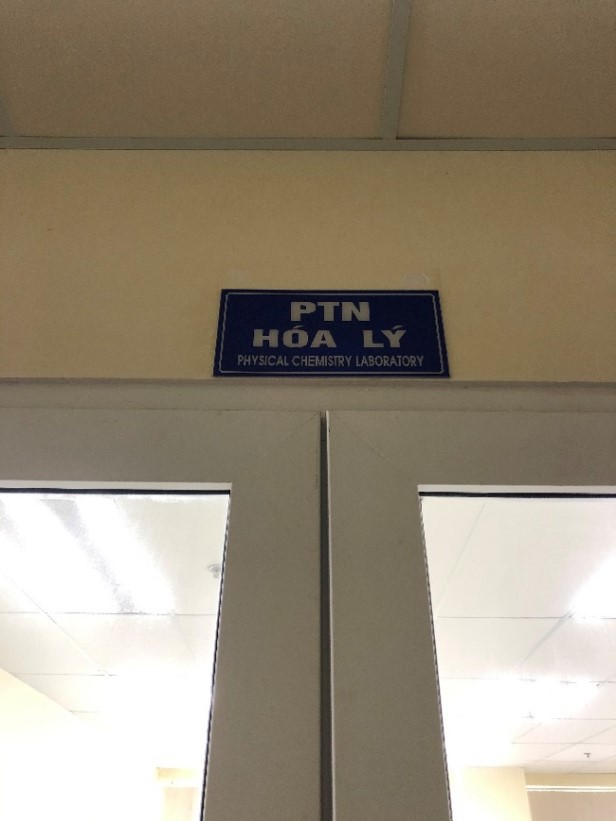 PTN
HÓA LÝ
PHYSICAL CHEMISTRY LABORATORY